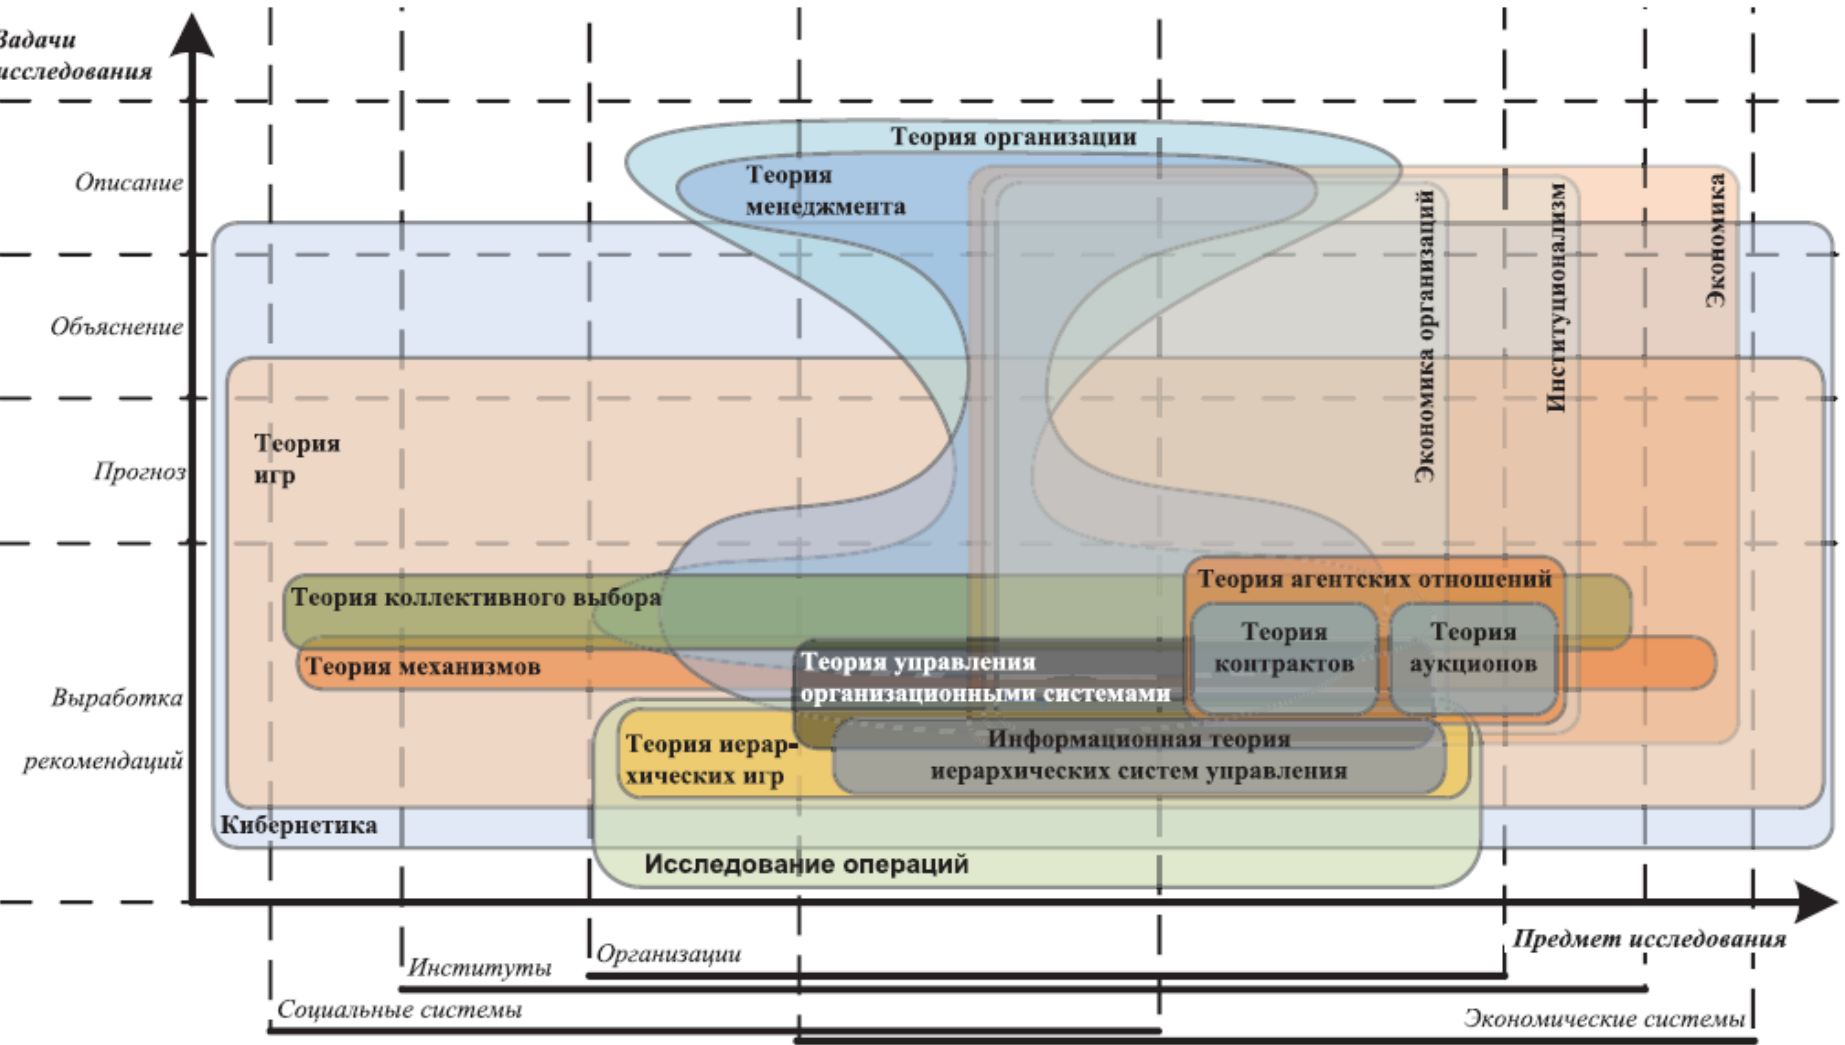 Задачи
исследования
Теория организации
Теория
менеджмента
Описание
Экономика организаций
Институционализм
Экономика
Объяснение
Теория
игр
Прогноз
Теория агентских отношений
Теория коллективного выбора
Теория
контрактов
Теория
аукционов
Теория механизмов
Теория управления
организационными системами
Выработка
рекомендаций
Теория иерар-
хических игр
Информационная теория
иерархических систем управления
Кибернетика
Исследование операций
Предмет исследования
Организации
Институты
Социальные системы
Экономические системы